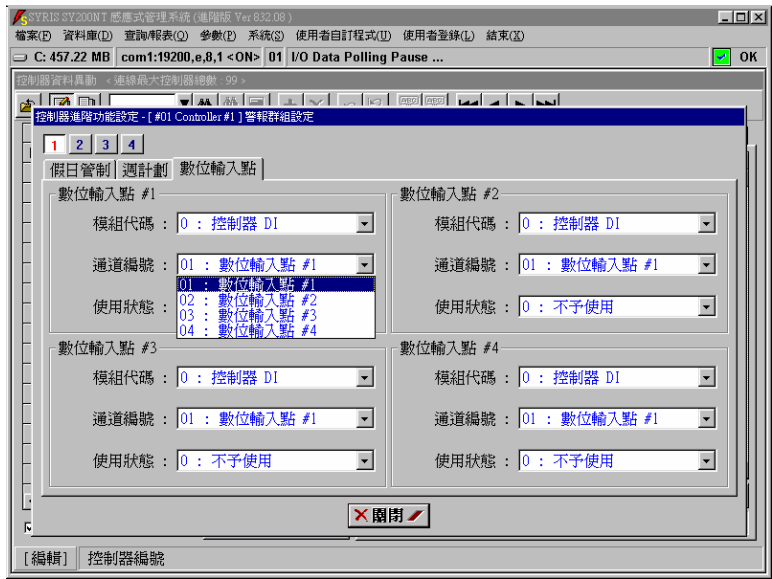 SYRIS SY200NT 感應式管理系統 (進階版 Ver 832.08 )
檔案(F) 資料庫(D) 查詢/報表(Q) 參數(P) 系統(S) 使用者自訂程式(U) 使用者登錄(L) 結束(X)
C: 457.22 MB com1:19200,e,8,1 <ON> 01 I/O Data Polling Pause ... OK
控制器資料異動 < 連線最大控制器總數 : 99 >
控制器進階功能設定 - [ #01 Controller #1 ] 警報群組設定
1 2 3 4
假日管制 週計劃 數位輸入點
數位輸入點 #1 數位輸入點 #2
模組代碼 : 0 : 控制器 DI 模組代碼 : 0 : 控制器 DI
通道編號 : 01 : 數位輸入點 #1 通道編號 : 01 : 數位輸入點 #1
01 : 數位輸入點 #1
02 : 數位輸入點 #2
03 : 數位輸入點 #3
04 : 數位輸入點 #4
使用狀態 : 使用狀態 : 0 : 不予使用
數位輸入點 #3 數位輸入點 #4
模組代碼 : 0 : 控制器 DI 模組代碼 : 0 : 控制器 DI
通道編號 : 01 : 數位輸入點 #1 通道編號 : 01 : 數位輸入點 #1
使用狀態 : 0 : 不予使用 使用狀態 : 0 : 不予使用
關閉
[編輯] 控制器編號